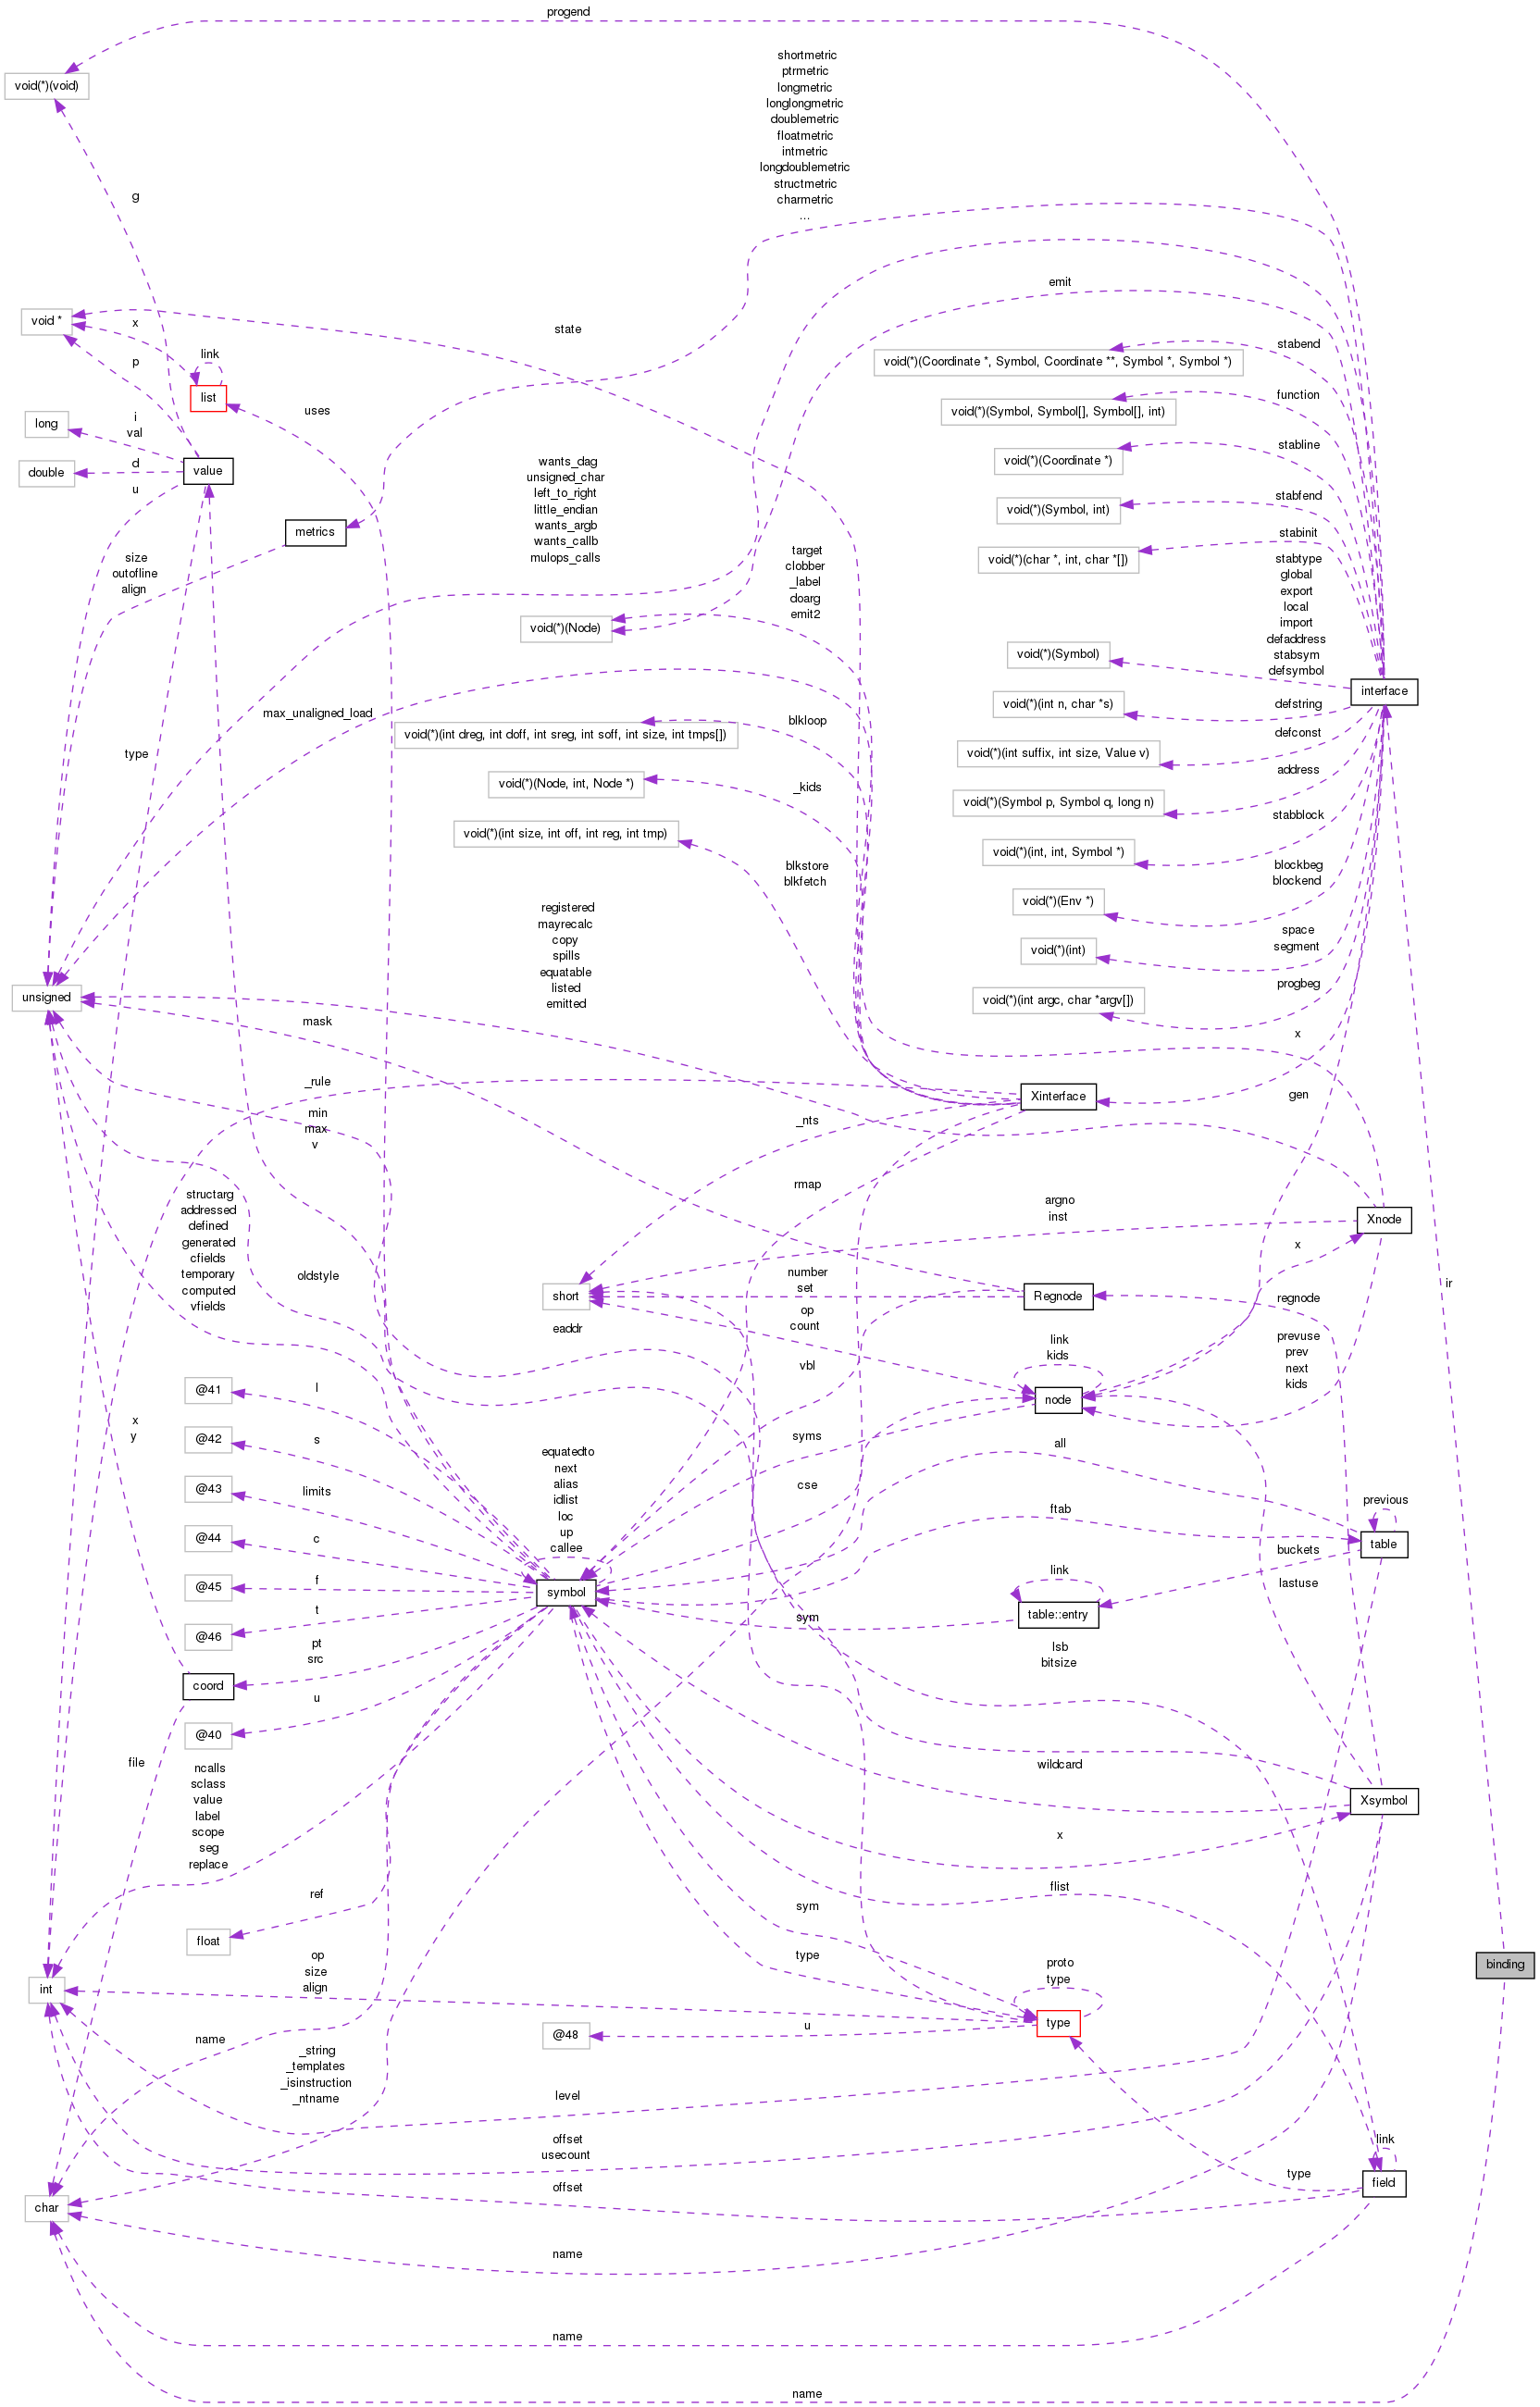 progend
void(*)(void)
shortmetric
ptrmetric
longmetric
longlongmetric
doublemetric
floatmetric
intmetric
longdoublemetric
structmetric
charmetric
...
g
emit
void *
x
state
stabend
void(*)(Coordinate *, Symbol, Coordinate **, Symbol *, Symbol *)
link
p
list
uses
function
void(*)(Symbol, Symbol[], Symbol[], int)
long
i
val
stabline
void(*)(Coordinate *)
double
d
value
u
wants_dag
unsigned_char
left_to_right
little_endian
wants_argb
wants_callb
mulops_calls
stabfend
void(*)(Symbol, int)
metrics
stabinit
void(*)(char *, int, char *[])
size
outofline
align
target
clobber
_label
doarg
emit2
stabtype
global
export
local
import
defaddress
stabsym
defsymbol
void(*)(Node)
void(*)(Symbol)
interface
max_unaligned_load
void(*)(int n, char *s)
defstring
blkloop
void(*)(int dreg, int doff, int sreg, int soff, int size, int tmps[])
defconst
void(*)(int suffix, int size, Value v)
type
address
void(*)(Symbol p, Symbol q, long n)
void(*)(Node, int, Node *)
_kids
stabblock
void(*)(int, int, Symbol *)
void(*)(int size, int off, int reg, int tmp)
blkstore
blkfetch
blockbeg
blockend
void(*)(Env *)
registered
mayrecalc
copy
spills
equatable
listed
emitted
space
segment
void(*)(int)
unsigned
progbeg
void(*)(int argc, char *argv[])
mask
x
_rule
Xinterface
gen
min
max
v
_nts
rmap
structarg
addressed
defined
generated
cfields
temporary
computed
vfields
argno
inst
Xnode
oldstyle
x
short
number
set
Regnode
regnode
eaddr
op
count
link
kids
prevuse
prev
next
kids
vbl
node
@41
l
x
y
@42
s
syms
all
equatedto
next
alias
idlist
loc
up
callee
@43
limits
cse
ftab
previous
@44
c
table
buckets
@45
f
symbol
link
lastuse
table::entry
sym
@46
t
pt
src
lsb
bitsize
coord
u
@40
file
wildcard
ncalls
sclass
value
label
scope
seg
replace
Xsymbol
x
ref
flist
sym
float
type
op
size
align
proto
type
binding
ir
int
type
@48
u
name
_string
_templates
_isinstruction
_ntname
level
offset
usecount
link
type
field
offset
char
name
name
name